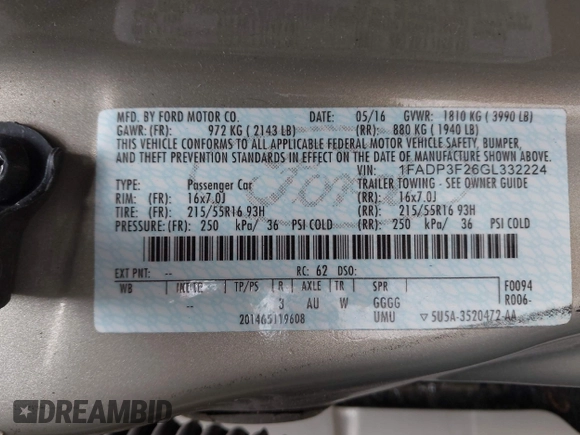 MFD. BY FORD MOTOR CO. DATE: 05/16 GVWR: 1810 KG ( 3990 LB)
GAWR: (FR): 972 KG ( 2143 LB) (RR): 880 KG ( 1940 LB)
THIS VEHICLE CONFORMS TO ALL APPLICABLE FEDERAL MOTOR VEHICLE SAFETY, BUMPER,
AND THEFT PREVENTION STANDARDS IN EFFECT ON THE DATE OF MANUFACTURE SHOWN ABOVE.
VIN: 1FADP3F26GL332224
TYPE: Passenger Car TRAILER TOWING - SEE OWNER GUIDE
RIM: (FR): 16x7.0J (RR): 16x7.0J
TIRE: (FR): 215/55R16 93H (RR): 215/55R16 93H
PRESSURE: (FR): 250 kPa/ 36 PSI COLD (RR): 250 kPa/ 36 PSI COLD
EXT PNT: -- RC: 62 DSO:
WB INT TP TP/PS R AXLE TR SPR F0094
-- 3 AU W GGGG R006-
201465119608 UMU ▽ SU5A-3520472-AA
DREAMBID